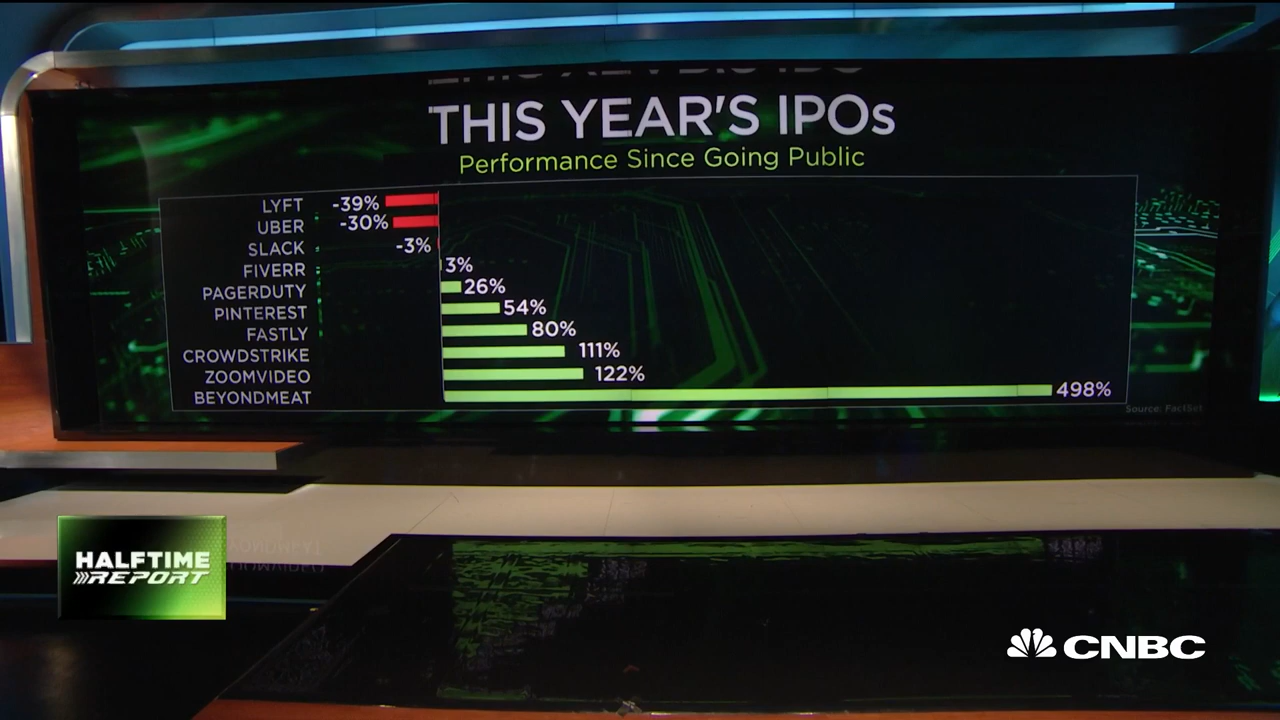 THIS YEAR'S IPOs
Performance Since Going Public
LYFT -39%
UBER -30%
SLACK -3%
FIVERR 3%
PAGERDUTY 26%
PINTEREST 54%
FASTLY 80%
CROWDSTRIKE 111%
ZOOMVIDEO 122%
BEYONDMEAT 498%
Source: FactSet
HALFTIME
REPORT
CNBC